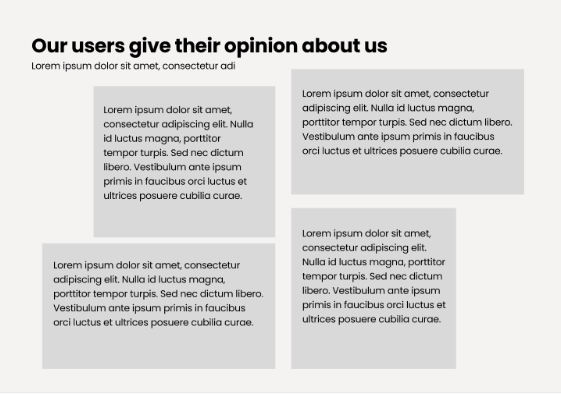 Our users give their opinion about us
Lorem ipsum dolor sit amet, consectetur adi
Lorem ipsum dolor sit amet,
consectetur adipiscing elit. Nulla
id luctus magna, porttitor
tempor turpis. Sed nec dictum
libero. Vestibulum ante ipsum
primis in faucibus orci luctus et
ultrices posuere cubilia curae.
Lorem ipsum dolor sit amet, consectetur
adipiscing elit. Nulla id luctus magna,
porttitor tempor turpis. Sed nec dictum libero.
Vestibulum ante ipsum primis in faucibus
orci luctus et ultrices posuere cubilia curae.
Lorem ipsum dolor sit amet, consectetur
adipiscing elit. Nulla id luctus magna,
porttitor tempor turpis. Sed nec dictum libero.
Vestibulum ante ipsum primis in faucibus
orci luctus et ultrices posuere cubilia curae.
Lorem ipsum dolor sit amet,
consectetur adipiscing elit.
Nulla id luctus magna, porttitor
tempor turpis. Sed nec dictum
libero. Vestibulum ante ipsum
primis in faucibus orci luctus et
orci luctus et ultrices posuere
cubilia curae.